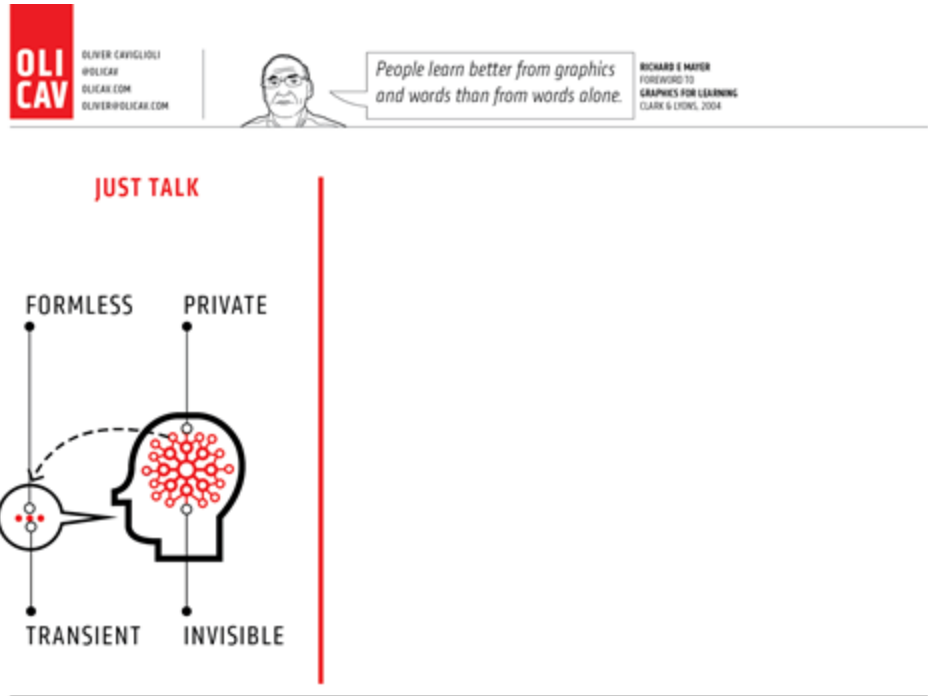 OLI
CAV
OLIVER CAVIGLIOLI
@OLICAV
OLICAV.COM
OLIVER@OLICAV.COM
People learn better from graphics
and words than from words alone.
RICHARD E MAYER
FOREWORD TO
GRAPHICS FOR LEARNING
CLARK & LYONS, 2004
JUST TALK
FORMLESS
PRIVATE
TRANSIENT
INVISIBLE